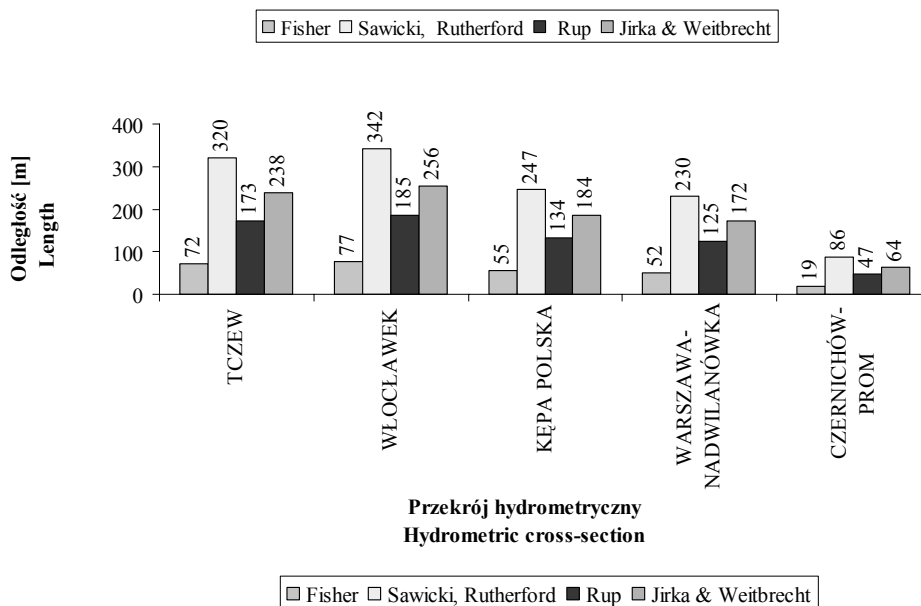 Fisher Sawicki, Rutherford Rup Jirka & Weitbrecht
Odległość [m]
Length
400
300
200
100
0
72 320 173 238
77 342 185 256
55 247 134 184
52 230 125 172
19 86 47 64
TCZEW
WŁOCŁAWEK
KĘPA POLSKA
WARSZAWA-
NADWILANÓWKA
CZERNICHÓW-
PROM
Przekrój hydrometryczny
Hydrometric cross-section
Fisher Sawicki, Rutherford Rup Jirka & Weitbrecht